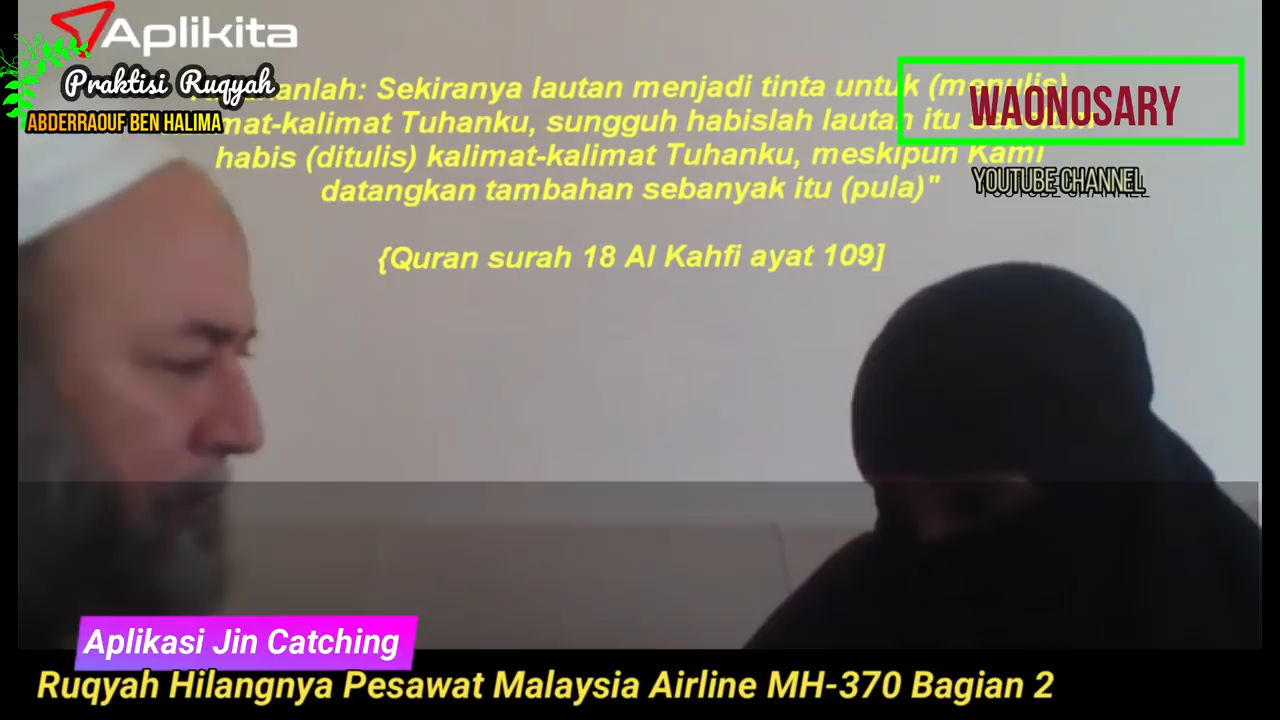 Aplikita
Praktisi Ruqyah
ABDERRAOUF BEN HALIMA
WAONOSARY
YOUTUBE CHANNEL
Sekiranya lautan menjadi tinta untuk (menulis)
Tuhanku, sungguh habislah lautan itu
habis (ditulis) kalimat-kalimat Tuhanku, meskipun Kami
datangkan tambahan sebanyak itu (pula)"
{Quran surah 18 Al Kahfi ayat 109]
Aplikasi Jin Catching
Ruqyah Hilangnya Pesawat Malaysia Airline MH-370 Bagian 2